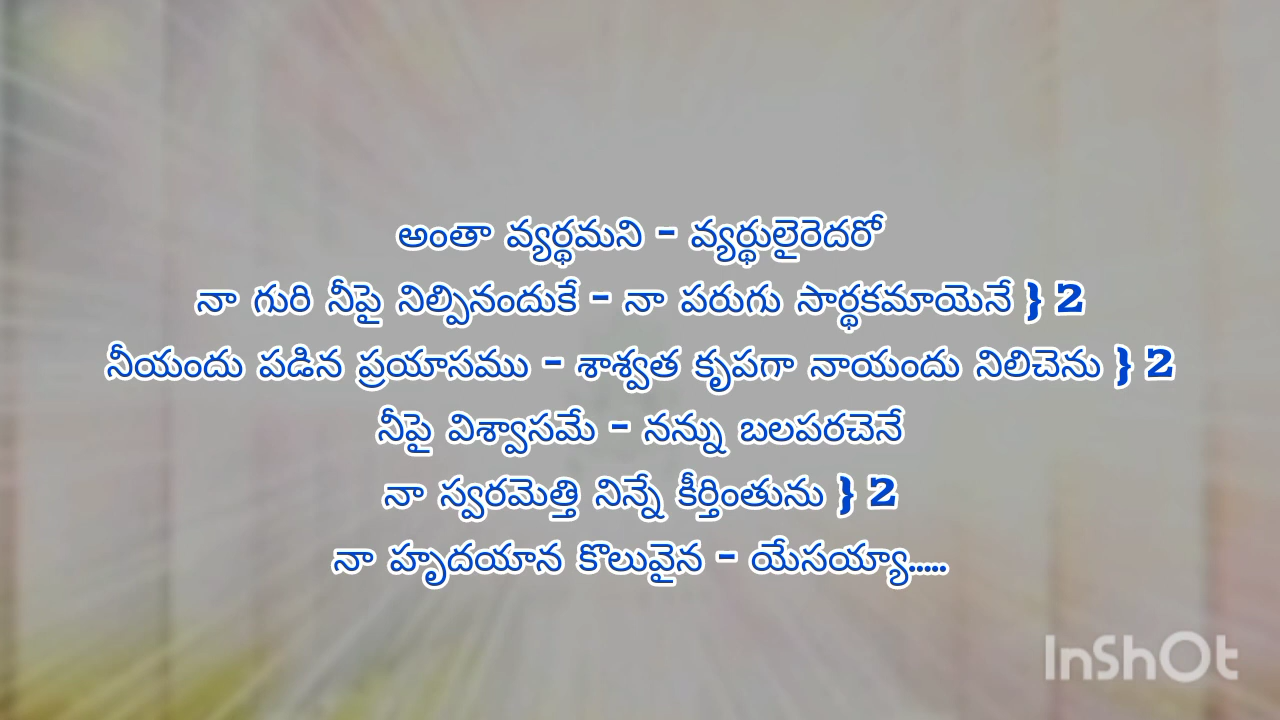 అంతా వ్యర్థమని - వ్యర్థులైరెదరో
నా గురి నీపై నిల్పినందుకే - నా పరుగు సార్థకమాయెనే } 2
నీయందు పడిన ప్రయాసము - శాశ్వత కృపగా నాయందు నిలిచెను } 2
నీపై విశ్వాసమే - నన్ను బలపరచెనే
నా స్వరమెత్తి నిన్నే కీర్తింతును } 2
నా హృదయాన కొలువైన - యేసయ్యా.....
InShOt